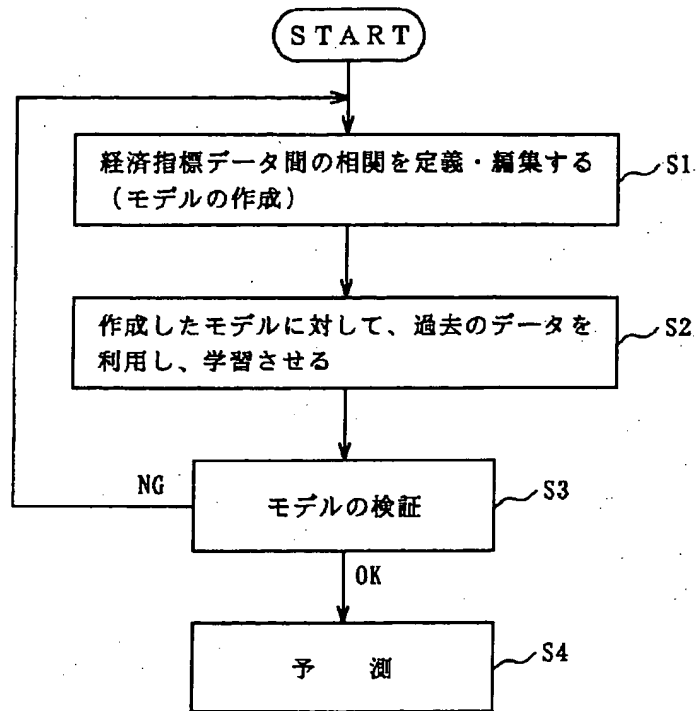 START
経済指標データ間の相関を定義・編集する
(モデルの作成)
S1
作成したモデルに対して、過去のデータを
利用し、学習させる
S2
モデルの検証
S3
NG
OK
予 測
S4